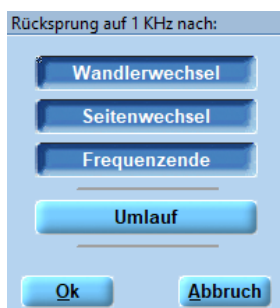 Rücksprung auf 1 KHz nach:
Wandlerwechsel
Seitenwechsel
Frequenzende
Umlauf
Ok Abbruch